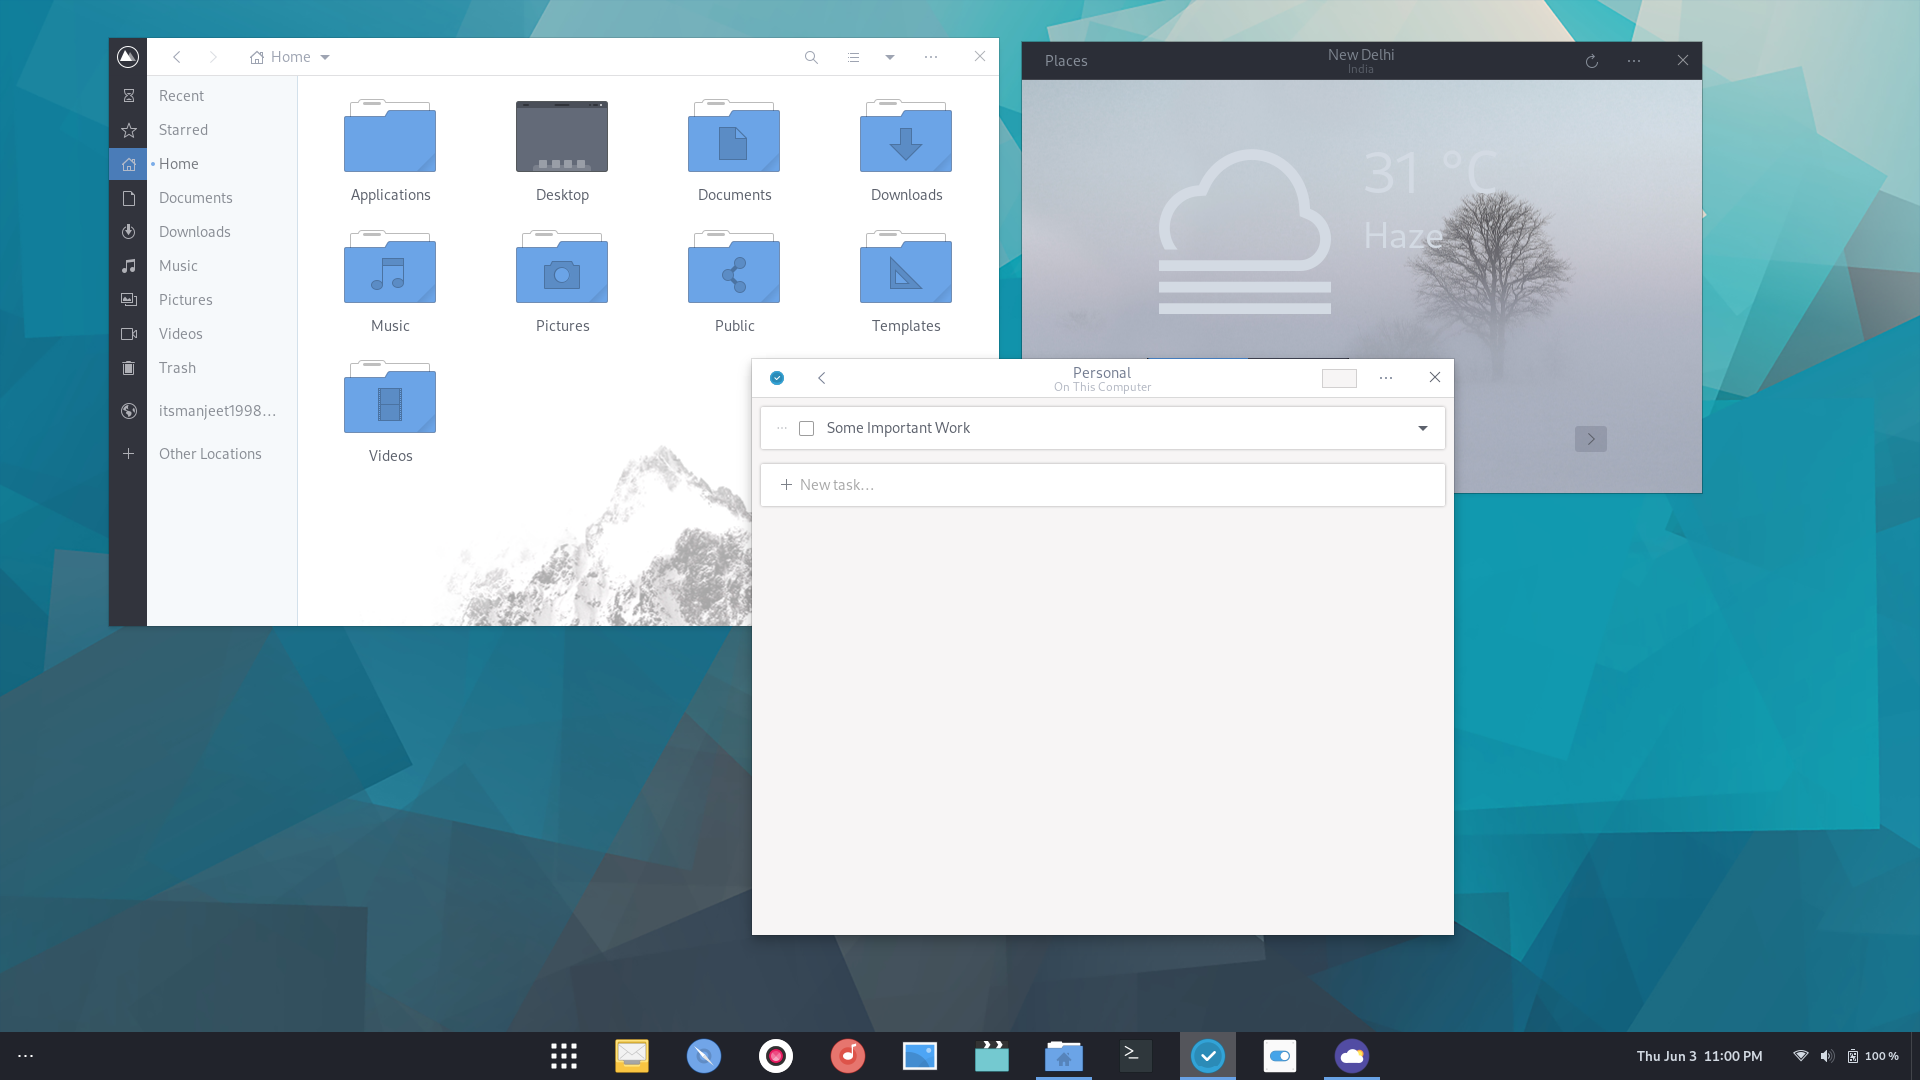 Home
Recent
Starred
Home
Documents
Downloads
Music
Pictures
Videos
Trash
itsmanjeet1998...
Other Locations
Applications
Desktop
Documents
Downloads
Music
Pictures
Public
Templates
Videos
Places
New Delhi
India
31 °C
Haze
Personal
On This Computer
Some Important Work
New task...
Thu Jun 3 11:00 PM
100 %